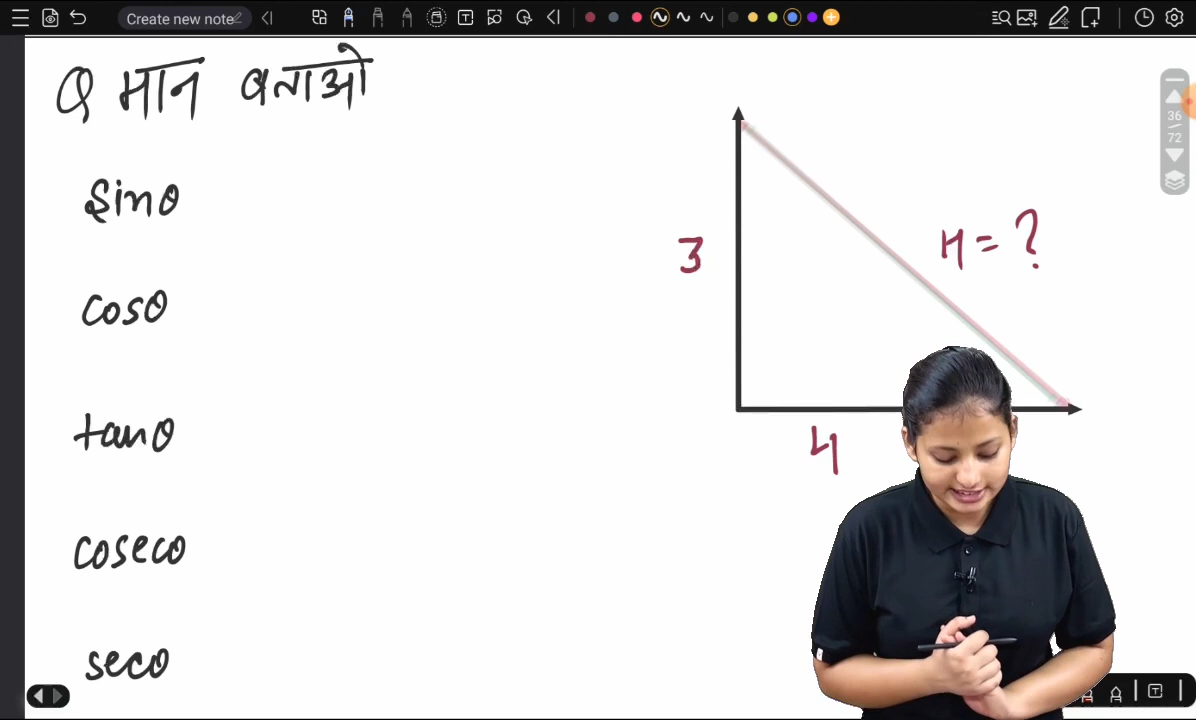 Create new note
Q मान बताओ
sinθ
cosθ
tanθ
cosecθ
secθ
3
H = ?
4
36
72